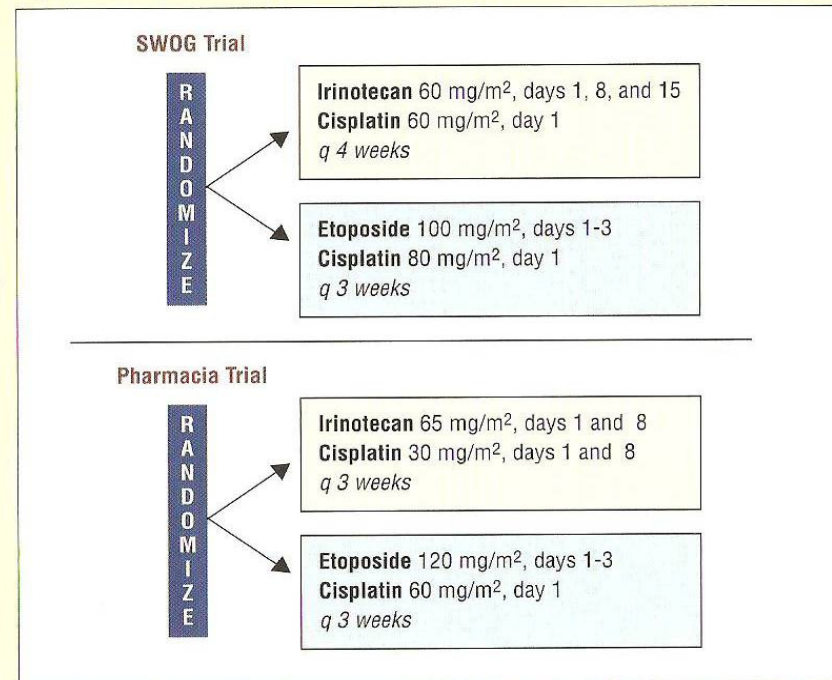 SWOG Trial
RANDOMIZE
Irinotecan 60 mg/m², days 1, 8, and 15
Cisplatin 60 mg/m², day 1
q 4 weeks
Etoposide 100 mg/m², days 1-3
Cisplatin 80 mg/m², day 1
q 3 weeks
Pharmacia Trial
RANDOMIZE
Irinotecan 65 mg/m², days 1 and 8
Cisplatin 30 mg/m², days 1 and 8
q 3 weeks
Etoposide 120 mg/m², days 1-3
Cisplatin 60 mg/m², day 1
q 3 weeks